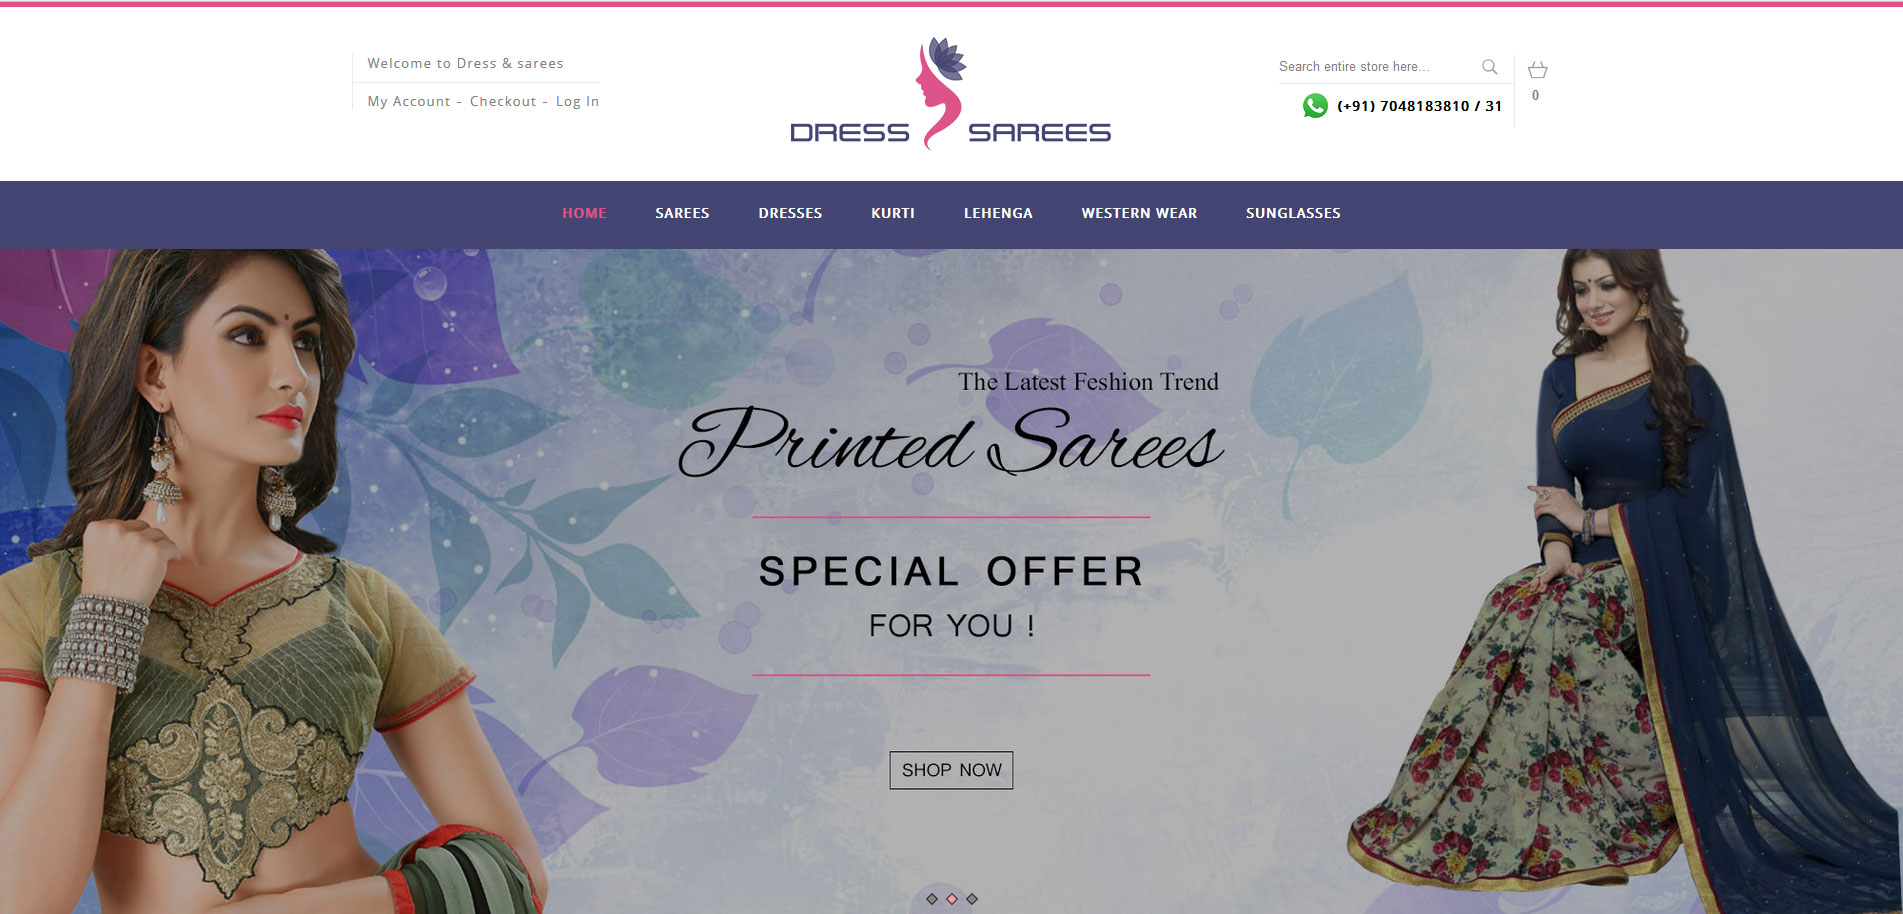 Welcome to Dress & sarees
My Account - Checkout - Log In
DRESS SAREES
Search entire store here...
(+91) 7048183810 / 31
0
HOME SAREES DRESSES KURTI LEHENGA WESTERN WEAR SUNGLASSES
The Latest Feshion Trend
Printed Sarees
SPECIAL OFFER
FOR YOU !
SHOP NOW